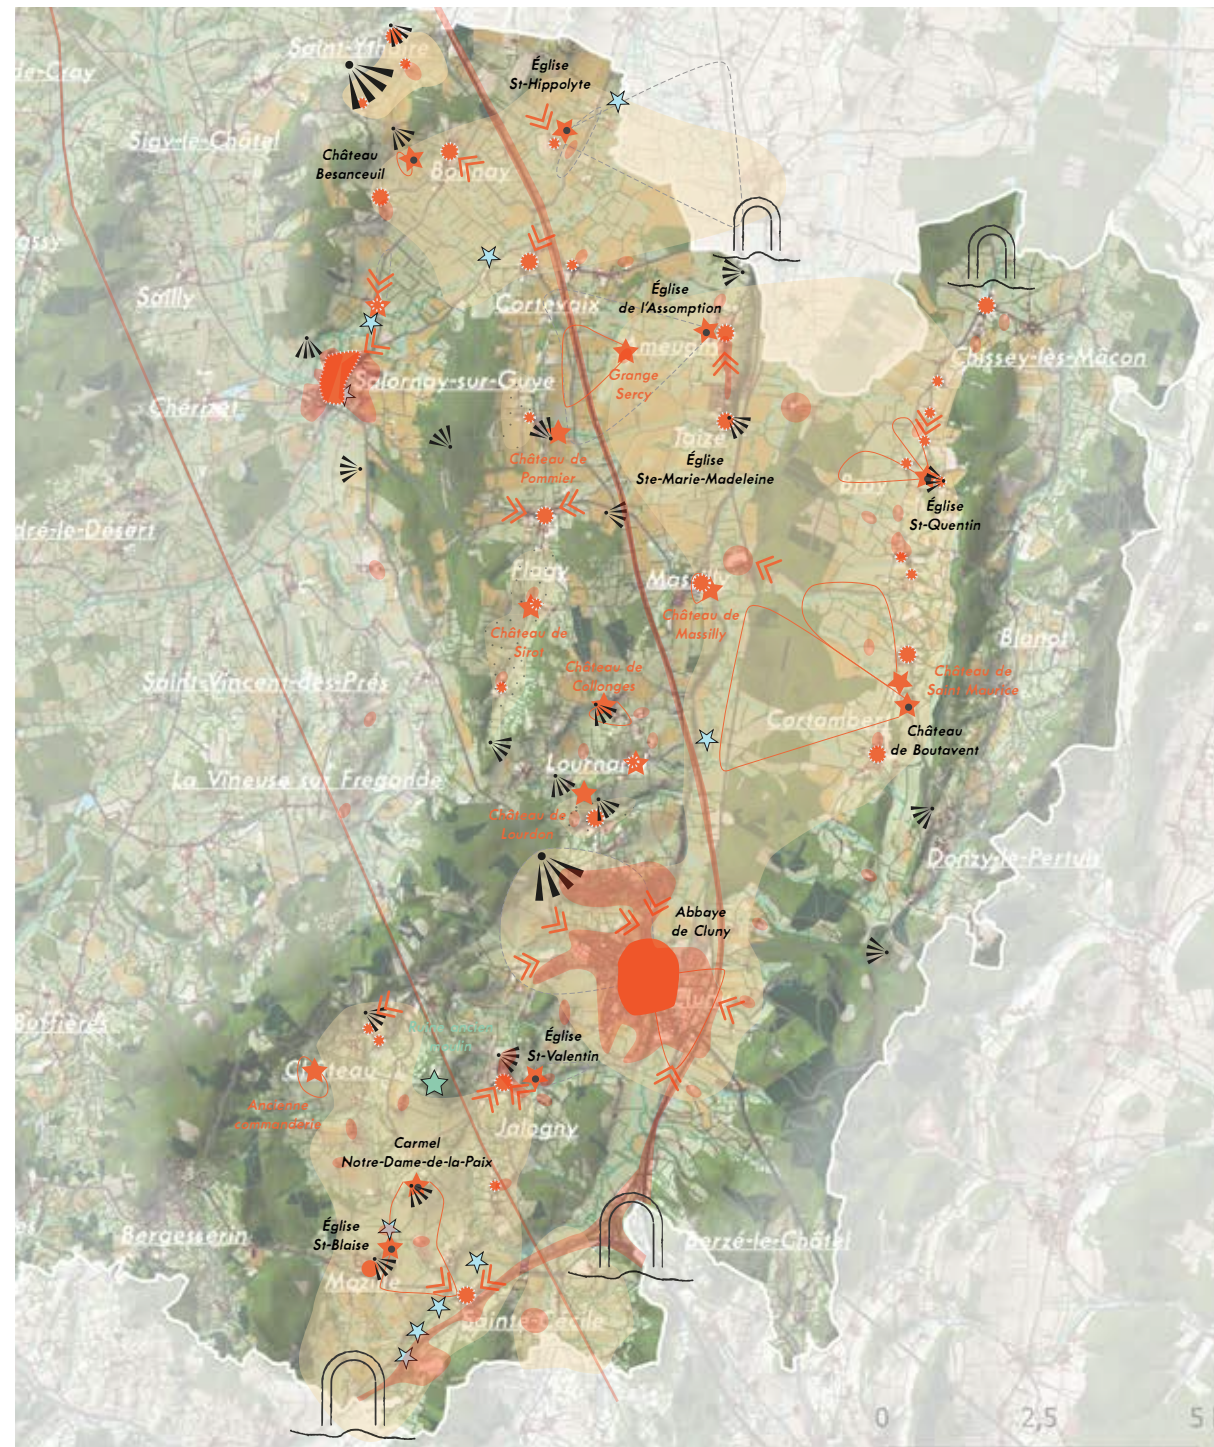 Saint-Ythaire
de-Cray
Église
St-Hippolyte
Sigy-le-Châtel
Château
Besanceuil
Bonnay
Sailly
Église
de l'Assomption
Cortevaix
Ameugny
Chissey-lès-Mâcon
Salornay-sur-Guye
Grange
Sercy
Chérizet
Taizé
Château de
Pommier
Église
Ste-Marie-Madeleine
Bray
Église
St-Quentin
dré-le-Désert
Flagy
Massilly
Château de
Massilly
Château de
Sirot
Blanot
Château de
Collonges
Saint-Vincent-des-Prés
Château de
Saint Maurice
Cortambert
Château
de Boutavent
Lournand
La Vineuse sur Fregande
Château de
Lourdon
Donzy-le-Pertuis
Abbaye
de Cluny
Cluny
Église
St-Valentin
Château
Ancienne
commanderie
Jalogny
Carmel
Notre-Dame-de-la-Paix
Église
St-Blaise
Bergesserin
Berzé-le-Châtel
Mazille
Sainte-Cécile
0 2,5 5